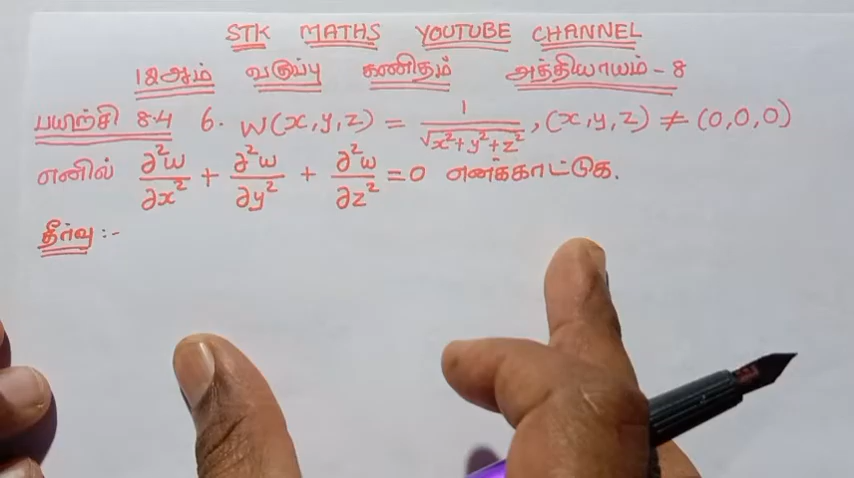 STK MATHS YOUTUBE CHANNEL
12ஆம் வகுப்பு கணிதம் அத்தியாயம் - 8
பயிற்சி 8.4 6. w(x,y,z) = 1/√x²+y²+z², (x,y,z) ≠ (0,0,0)
எனில் ∂²w/∂x² + ∂²w/∂y² + ∂²w/∂z² = 0 எனக்காட்டுக.
தீர்வு :-